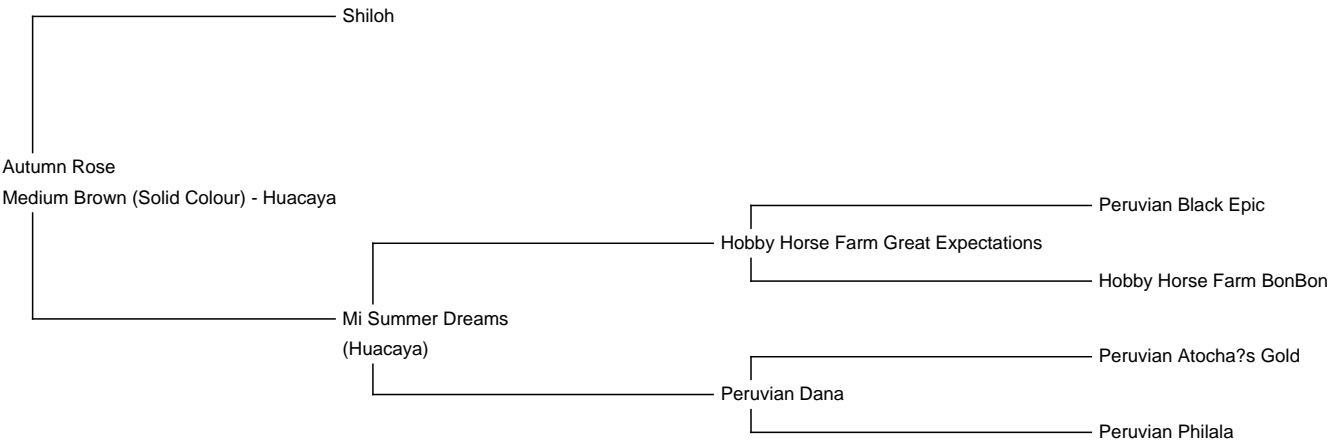 Shiloh
Autumn Rose
Medium Brown (Solid Colour) - Huacaya
Peruvian Black Epic
Hobby Horse Farm Great Expectations
Hobby Horse Farm BonBon
Mi Summer Dreams
(Huacaya)
Peruvian Atocha?s Gold
Peruvian Dana
Peruvian Philala